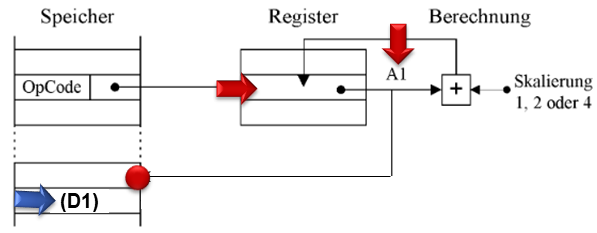 Speicher
Register
Berechnung
OpCode
A1
+
Skalierung
1, 2 oder 4
(D1)